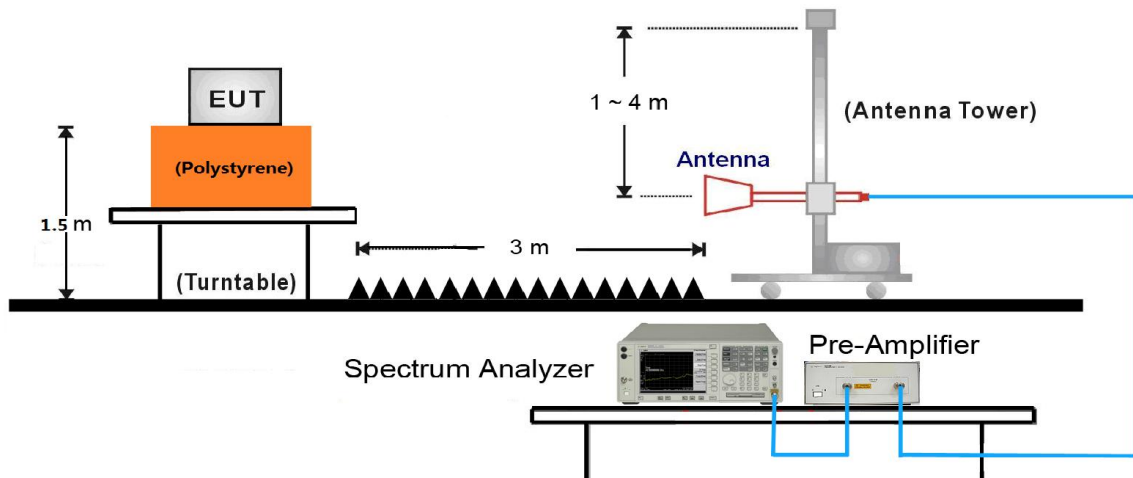 EUT
(Polystyrene)
1.5 m
(Turntable)
3 m
1 ~ 4 m
Antenna
(Antenna Tower)
Spectrum Analyzer
Pre-Amplifier